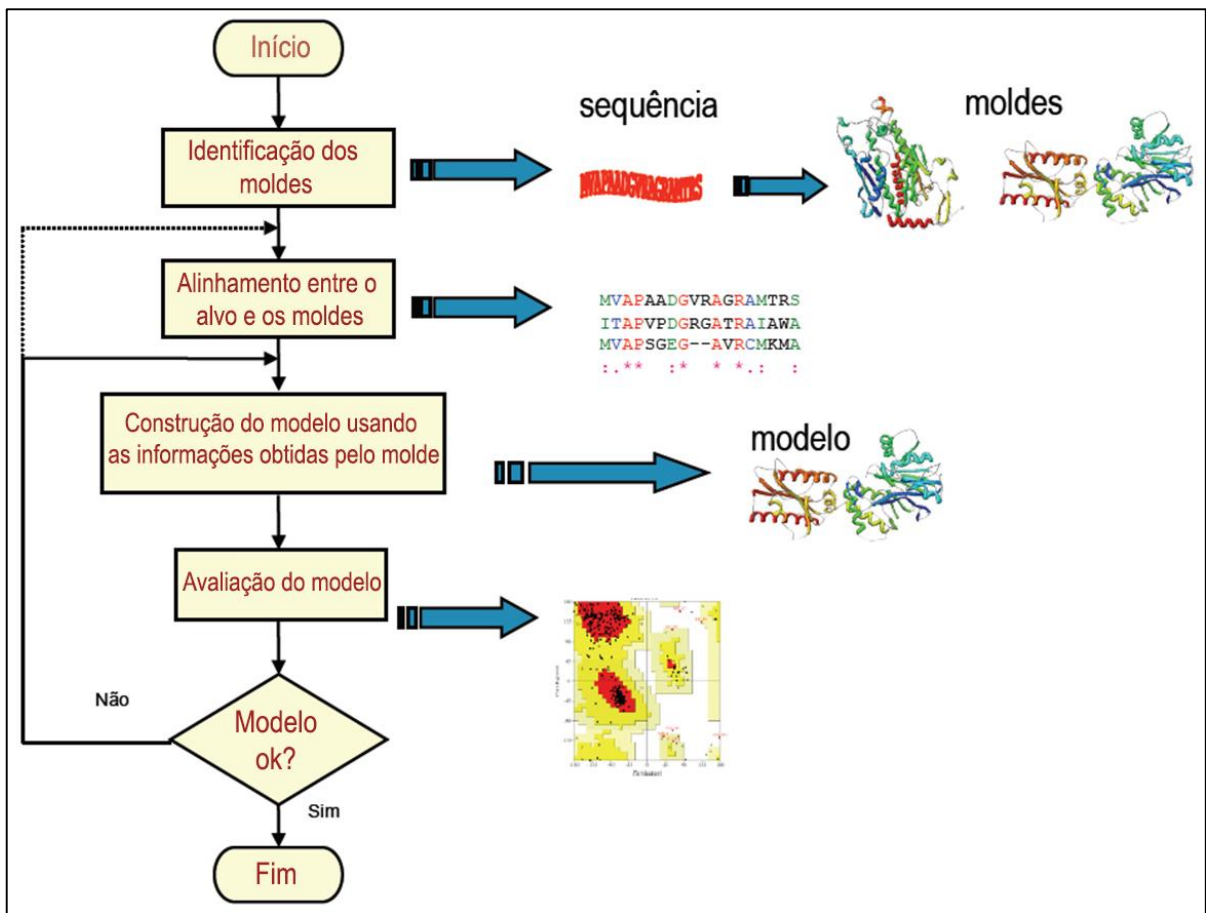 Início
Identificação dos
moldes
sequência
moldes
Alinhamento entre o
alvo e os moldes
MVAPAADGVRAGRAMTRS
ITAPVPDGRGATRAIAWA
MVAPSGEG--AVRCMKMA
:.** :* * *.: :
Construção do modelo usando
as informações obtidas pelo molde
modelo
Avaliação do modelo
Não
Modelo
ok?
Sim
Fim